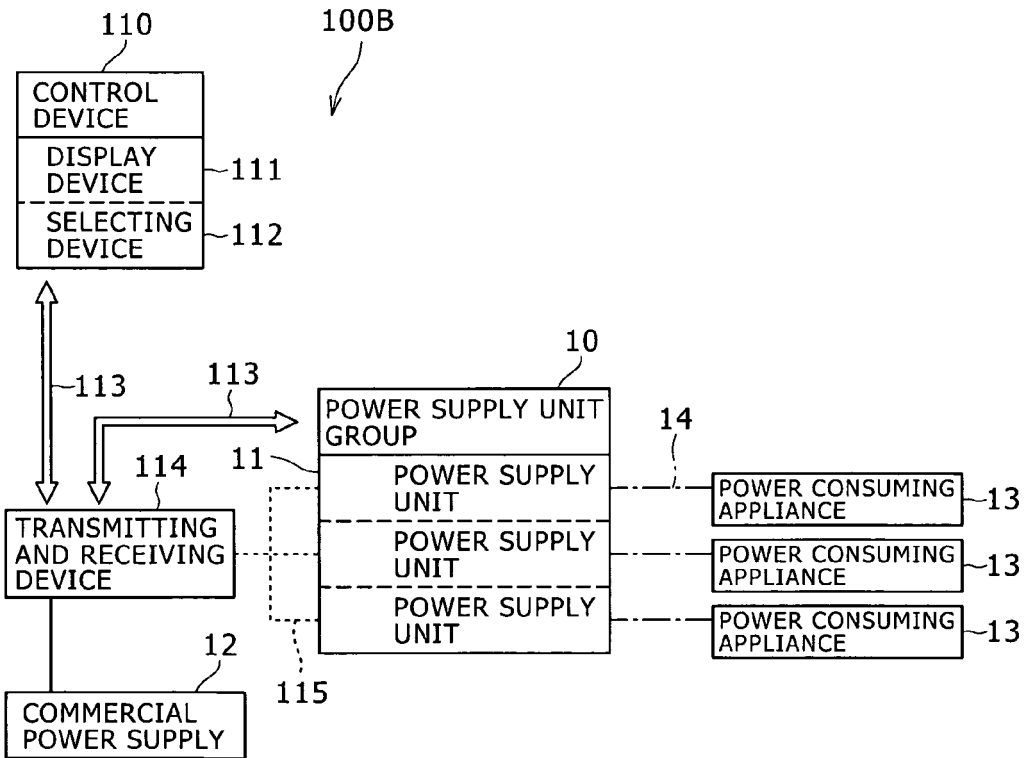 100B
110
CONTROL
DEVICE
DISPLAY
DEVICE
111
SELECTING
DEVICE
112
113
113
10
POWER SUPPLY UNIT
GROUP
11
POWER SUPPLY
UNIT
POWER SUPPLY
UNIT
POWER SUPPLY
UNIT
14
POWER CONSUMING
APPLIANCE
13
POWER CONSUMING
APPLIANCE
13
POWER CONSUMING
APPLIANCE
13
114
TRANSMITTING
AND RECEIVING
DEVICE
115
12
COMMERCIAL
POWER SUPPLY